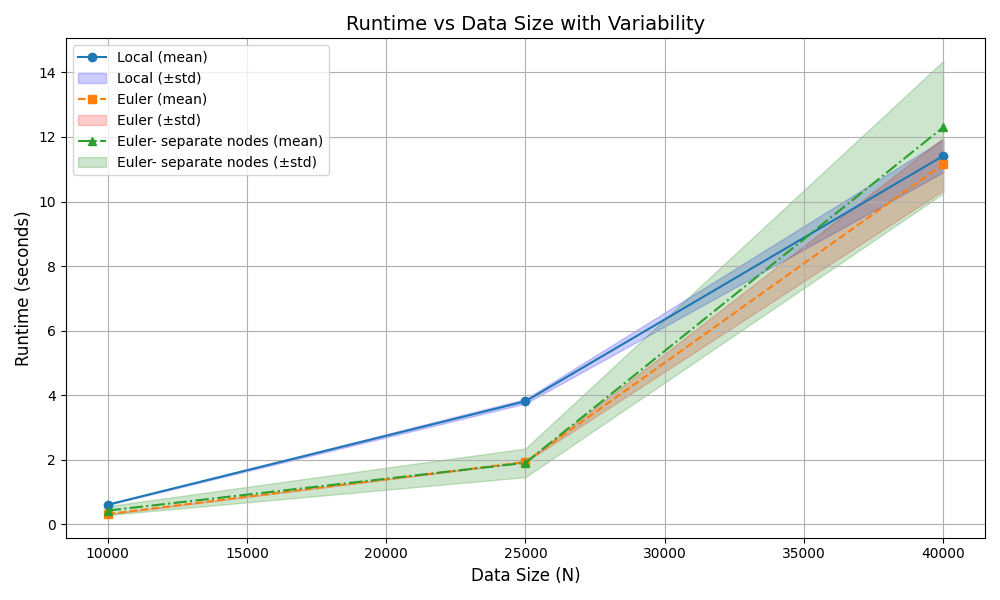 Runtime vs Data Size with Variability
Local (mean)
Local (±std)
Euler (mean)
Euler (±std)
Euler- separate nodes (mean)
Euler- separate nodes (±std)
Runtime (seconds)
14
12
10
8
6
4
2
0
10000
15000
20000
25000
30000
35000
40000
Data Size (N)